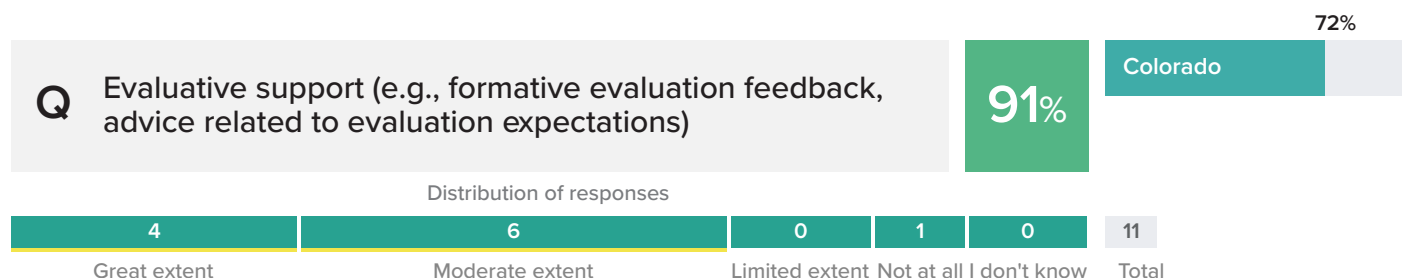 72%
Q Evaluative support (e.g., formative evaluation feedback,
advice related to evaluation expectations)
91%
Colorado
Distribution of responses
4 6 0 1 0 11
Great extent Moderate extent Limited extent Not at all I don't know Total